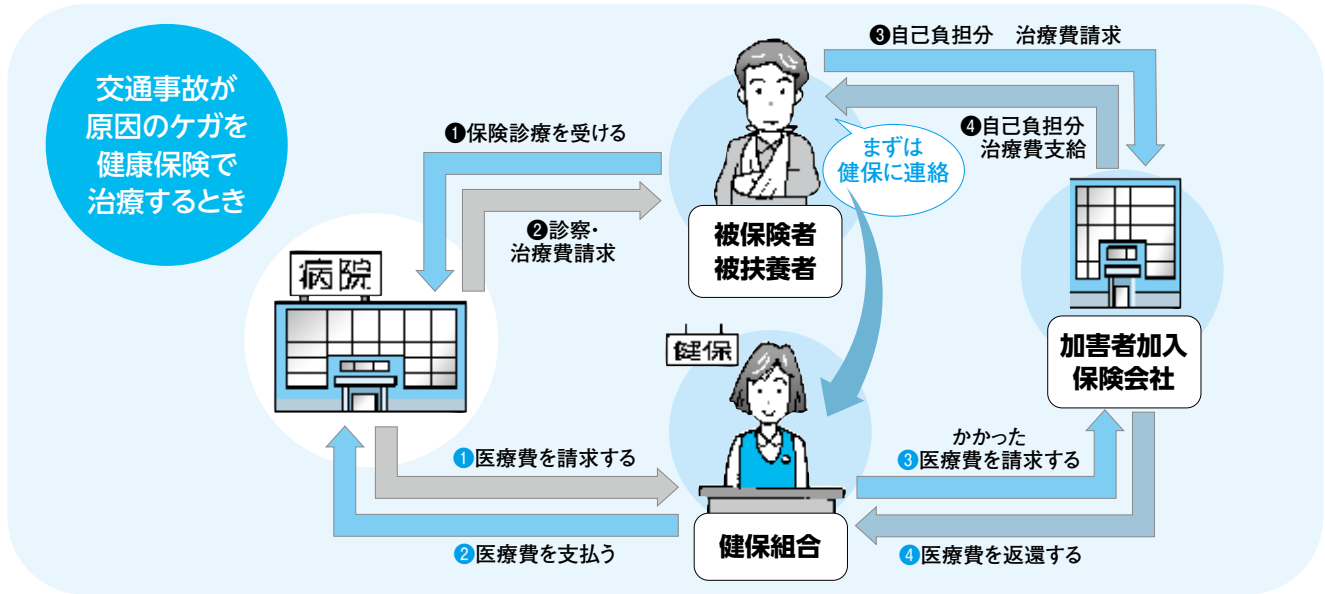 交通事故が
原因のケガを
健康保険で
治療するとき
❸自己負担分　治療費請求
❹自己負担分
治療費支給
❶保険診療を受ける
まずは
健保に連絡
❷診察・
治療費請求
被保険者
被扶養者
病院
加害者加入
保険会社
健保
❶医療費を請求する
かかった
❸医療費を請求する
❷医療費を支払う
健保組合
❹医療費を返還する